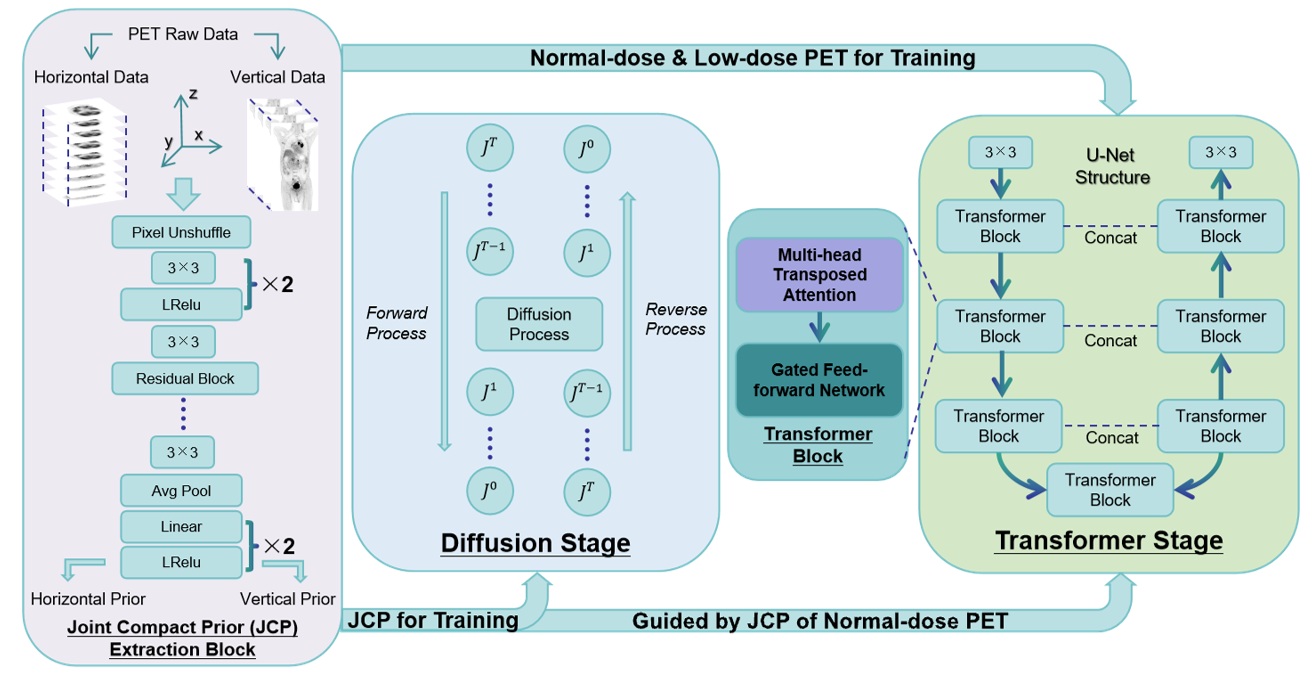 PET Raw Data
Horizontal Data
Vertical Data
z
y
x
Pixel Unshuffle
3×3
LRelu
×2
3×3
Residual Block
3×3
Avg Pool
Linear
LRelu
×2
Horizontal Prior
Vertical Prior
Joint Compact Prior (JCP)
Extraction Block
Normal-dose & Low-dose PET for Training
J^T
J^0
J^{T−1}
J^1
Forward
Process
Diffusion
Process
Reverse
Process
J^1
J^{T−1}
J^0
J^T
Diffusion Stage
JCP for Training
Guided by JCP of Normal-dose PET
Multi-head
Transposed
Attention
Gated Feed-
forward Network
Transformer
Block
3×3
U-Net
Structure
3×3
Transformer
Block
Concat
Transformer
Block
Transformer
Block
Concat
Transformer
Block
Transformer
Block
Concat
Transformer
Block
Transformer
Block
Transformer Stage